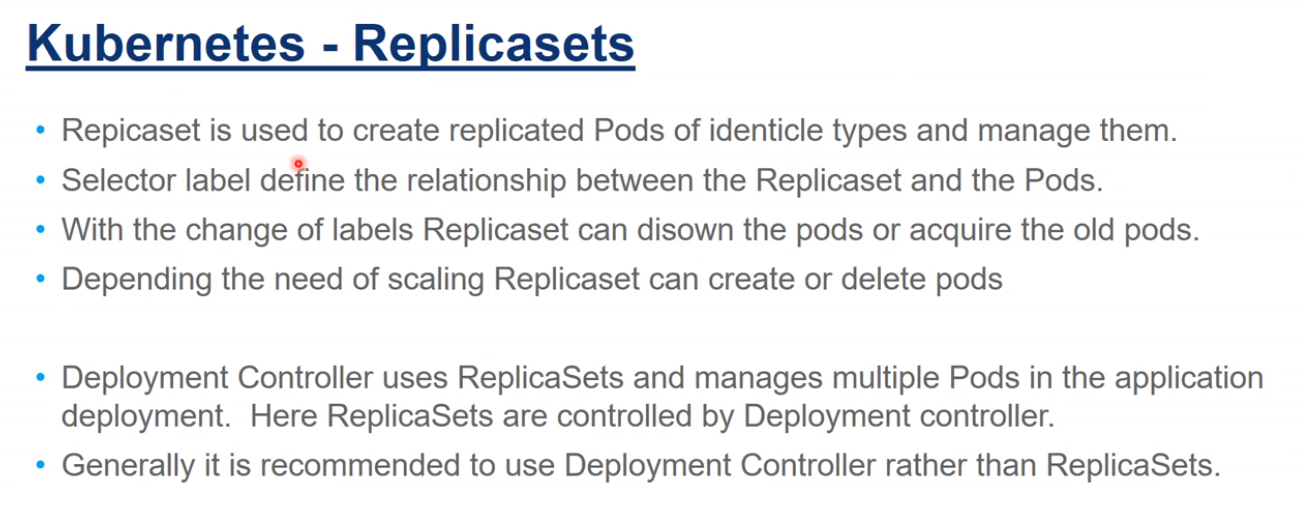 Kubernetes - Replicasets
• Repicaset is used to create replicated Pods of identicle types and manage them.
• Selector label define the relationship between the Replicaset and the Pods.
• With the change of labels Replicaset can disown the pods or acquire the old pods.
• Depending the need of scaling Replicaset can create or delete pods
• Deployment Controller uses ReplicaSets and manages multiple Pods in the application
deployment.  Here ReplicaSets are controlled by Deployment controller.
• Generally it is recommended to use Deployment Controller rather than ReplicaSets.